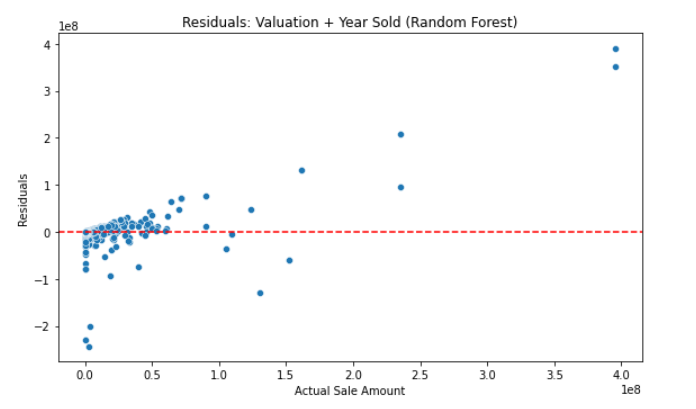 Residuals: Valuation + Year Sold (Random Forest)
1e8
4
3
2
1
0
−1
−2
Residuals
0.0 0.5 1.0 1.5 2.0 2.5 3.0 3.5 4.0
1e8
Actual Sale Amount